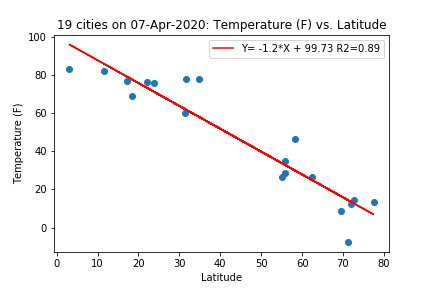 19 cities on 07-Apr-2020: Temperature (F) vs. Latitude
Y= -1.2*X + 99.73 R2=0.89
Temperature (F)
100
80
60
40
20
0
0 10 20 30 40 50 60 70 80
Latitude